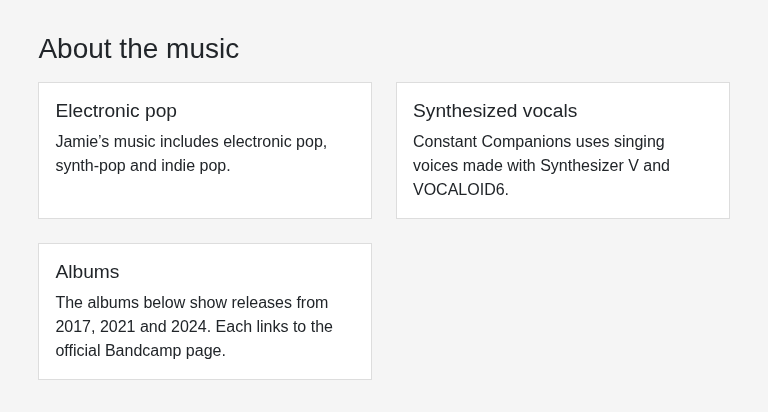 About the music
Electronic pop
Jamie’s music includes electronic pop,
synth-pop and indie pop.
Synthesized vocals
Constant Companions uses singing
voices made with Synthesizer V and
VOCALOID6.
Albums
The albums below show releases from
2017, 2021 and 2024. Each links to the
official Bandcamp page.